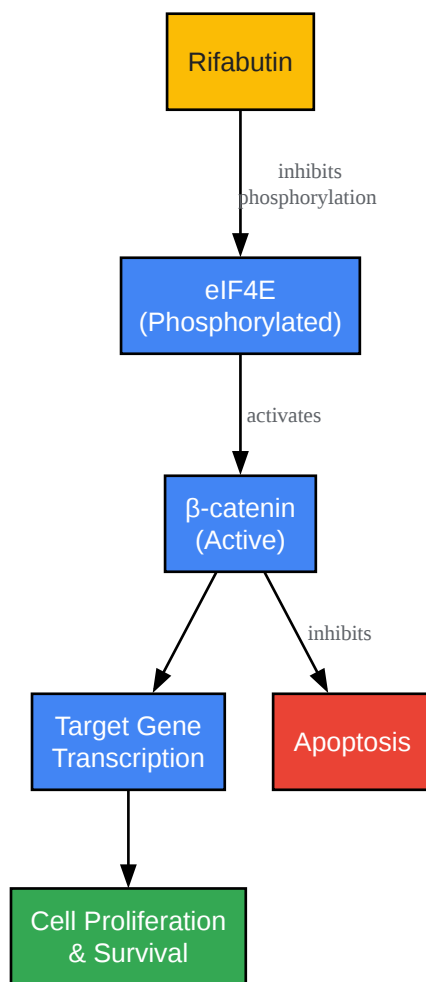 Rifabutin
inhibits
phosphorylation
eIF4E
(Phosphorylated)
activates
β-catenin
(Active)
inhibits
Target Gene
Transcription
Apoptosis
Cell Proliferation
& Survival